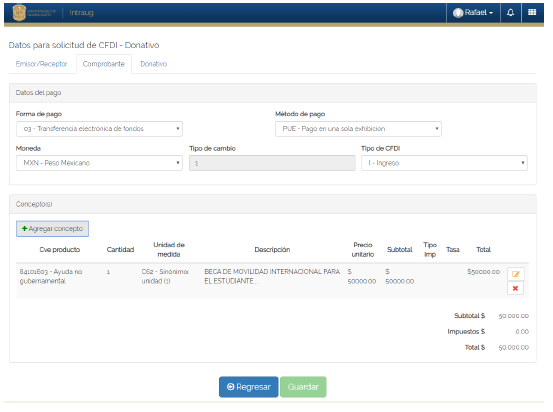 UNIVERSIDAD DE
GUANAJUATO
intraug
Rafael
Datos para solicitud de CFDI - Donativo
Emisor/Receptor
Comprobante
Donativo
Datos del pago
Forma de pago
Método de pago
03 - Transferencia electrónica de fondos
PUE - Pago en una sola exhibición
Moneda
Tipo de cambio
Tipo de CFDI
MXN - Peso Mexicano
1
I - Ingreso
Concepto(s)
Agregar concepto
Cve producto
Cantidad
Unidad de
medida
Descripción
Precio
unitario
Subtotal
Tipo
Imp
Tasa
Total
84101603 - Ayuda no
gubernamental
1
C62 - Sinónimo:
unidad (1)
BECA DE MOVILIDAD INTERNACIONAL PARA
EL ESTUDIANTE...
$
50000.00
$
50000.00
$50000.00
Subtotal $ 50,000.00
Impuestos $ 0.00
Total $ 50,000.00
Regresar
Guardar